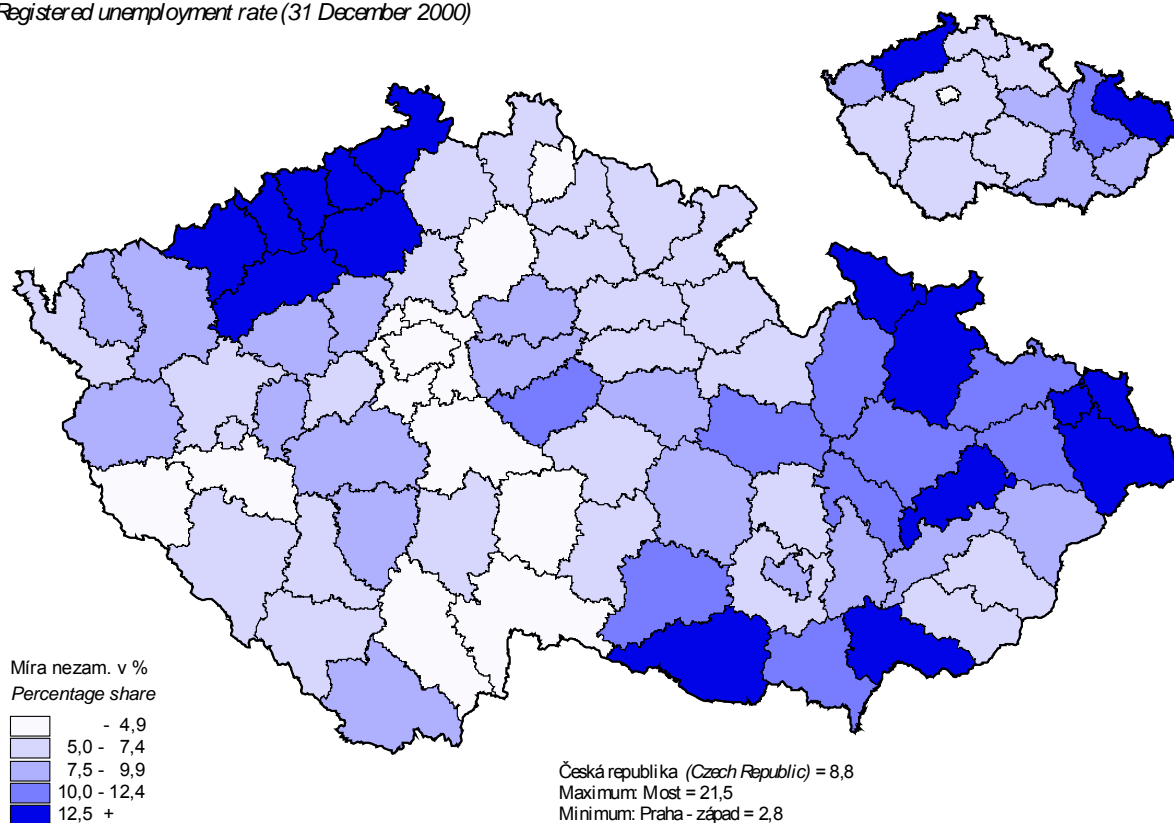 Registered unemployment rate (31 December 2000)
Míra nezam. v %
Percentage share
- 4,9
5,0 - 7,4
7,5 - 9,9
10,0 - 12,4
12,5 +
Česká republika (Czech Republic) = 8,8
Maximum: Most = 21,5
Minimum: Praha - západ = 2,8